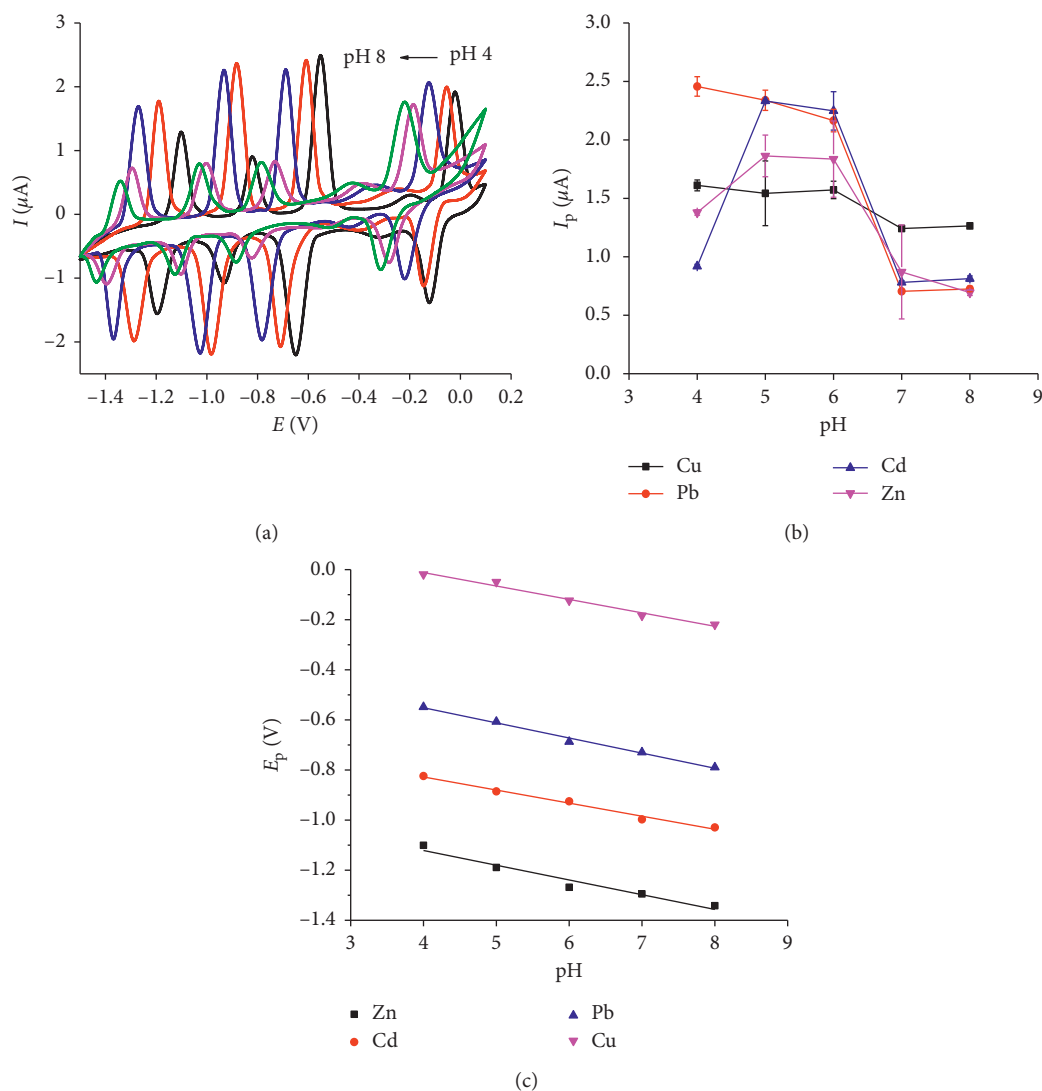 3
2
1
0
−1
−2
I (μA)
pH 8 pH 4
−1.4 −1.2 −1.0 −0.8 −0.6 −0.4 −0.2 0.0 0.2
E (V)
(a)
3.0
2.5
2.0
1.5
1.0
0.5
0.0
Ip (μA)
3 4 5 6 7 8 9
pH
Cu Cd
Pb Zn
(b)
0.0
−0.2
−0.4
−0.6
−0.8
−1.0
−1.2
−1.4
Ep (V)
3 4 5 6 7 8 9
pH
Zn Pb
Cd Cu
(c)